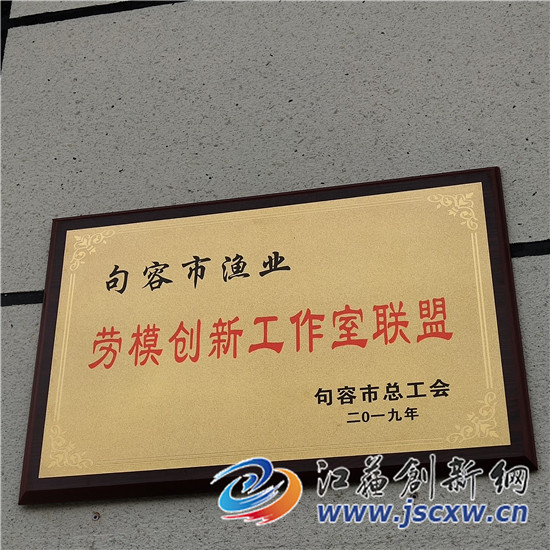 句容市渔业
劳模创新工作室联盟
句容市总工会
二0一九年
江苏创新网
www.jscxw.cn